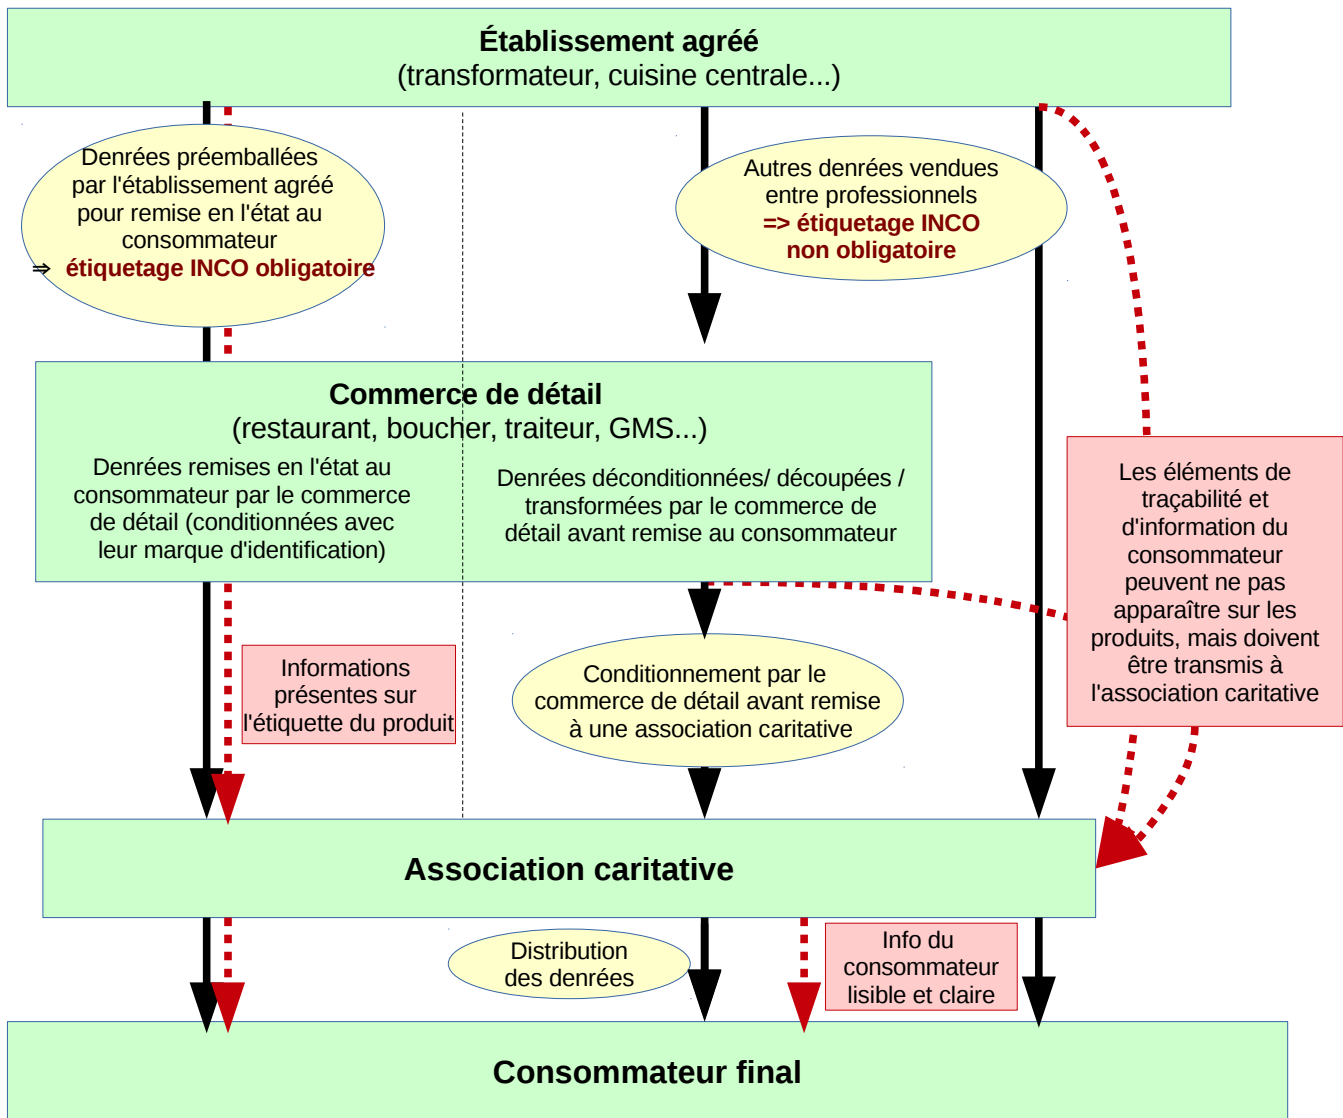 Établissement agréé
(transformateur, cuisine centrale...)
Denrées préemballées
par l'établissement agréé
pour remise en l'état au
consommateur
⇒ étiquetage INCO obligatoire
Autres denrées vendues
entre professionnels
=> étiquetage INCO
non obligatoire
Commerce de détail
(restaurant, boucher, traiteur, GMS...)
Denrées remises en l'état au
consommateur par le commerce
de détail (conditionnées avec
leur marque d'identification)
Denrées déconditionnées/ découpées /
transformées par le commerce de
détail avant remise au consommateur
Les éléments de
traçabilité et
d'information du
consommateur
peuvent ne pas
apparaître sur les
produits, mais doivent
être transmis à
l'association caritative
Informations
présentes sur
l'étiquette du produit
Conditionnement par le
commerce de détail avant remise
à une association caritative
Association caritative
Distribution
des denrées
Info du
consommateur
lisible et claire
Consommateur final